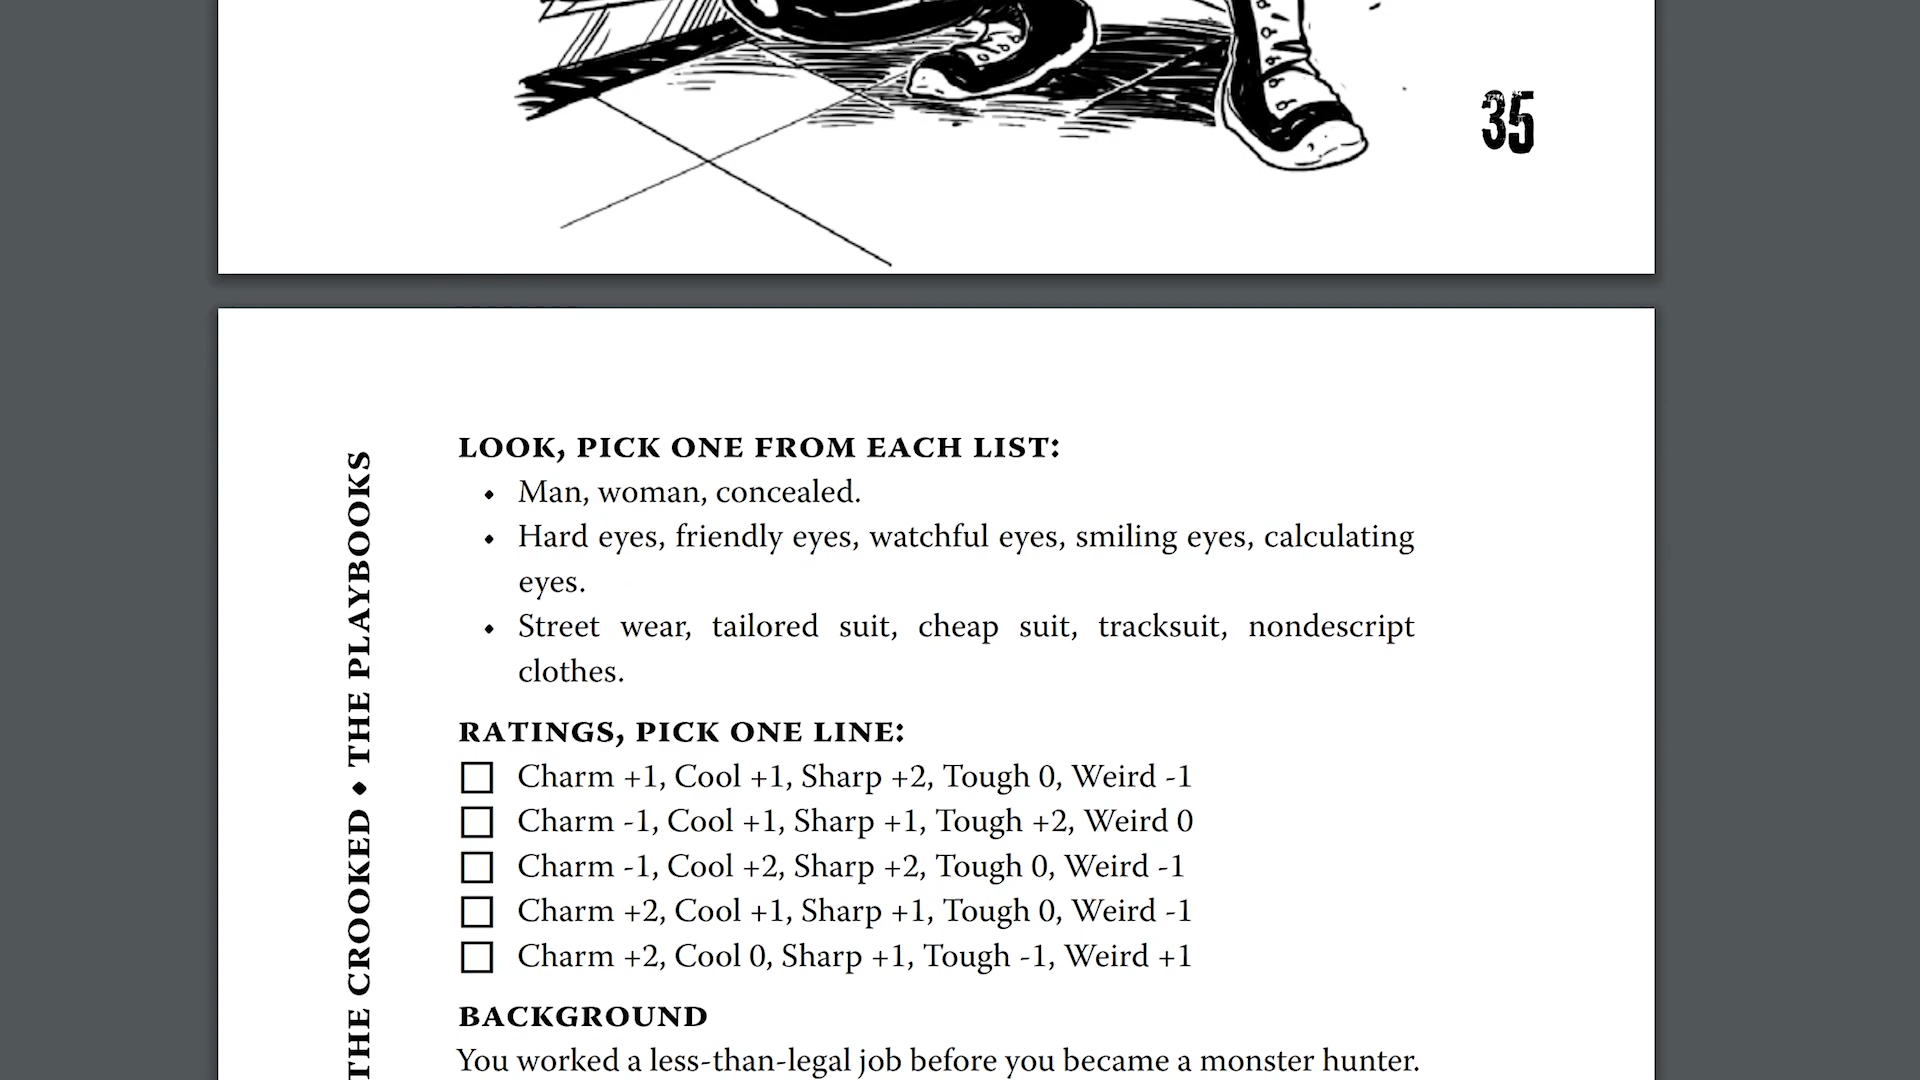 35
LOOK, PICK ONE FROM EACH LIST:
• Man, woman, concealed.
• Hard eyes, friendly eyes, watchful eyes, smiling eyes, calculating
eyes.
• Street wear, tailored suit, cheap suit, tracksuit, nondescript
clothes.
RATINGS, PICK ONE LINE:
Charm +1, Cool +1, Sharp +2, Tough 0, Weird -1
Charm -1, Cool +1, Sharp +1, Tough +2, Weird 0
Charm -1, Cool +2, Sharp +2, Tough 0, Weird -1
Charm +2, Cool +1, Sharp +1, Tough 0, Weird -1
Charm +2, Cool 0, Sharp +1, Tough -1, Weird +1
BACKGROUND
You worked a less-than-legal job before you became a monster hunter.
THE CROOKED ◆ THE PLAYBOOKS